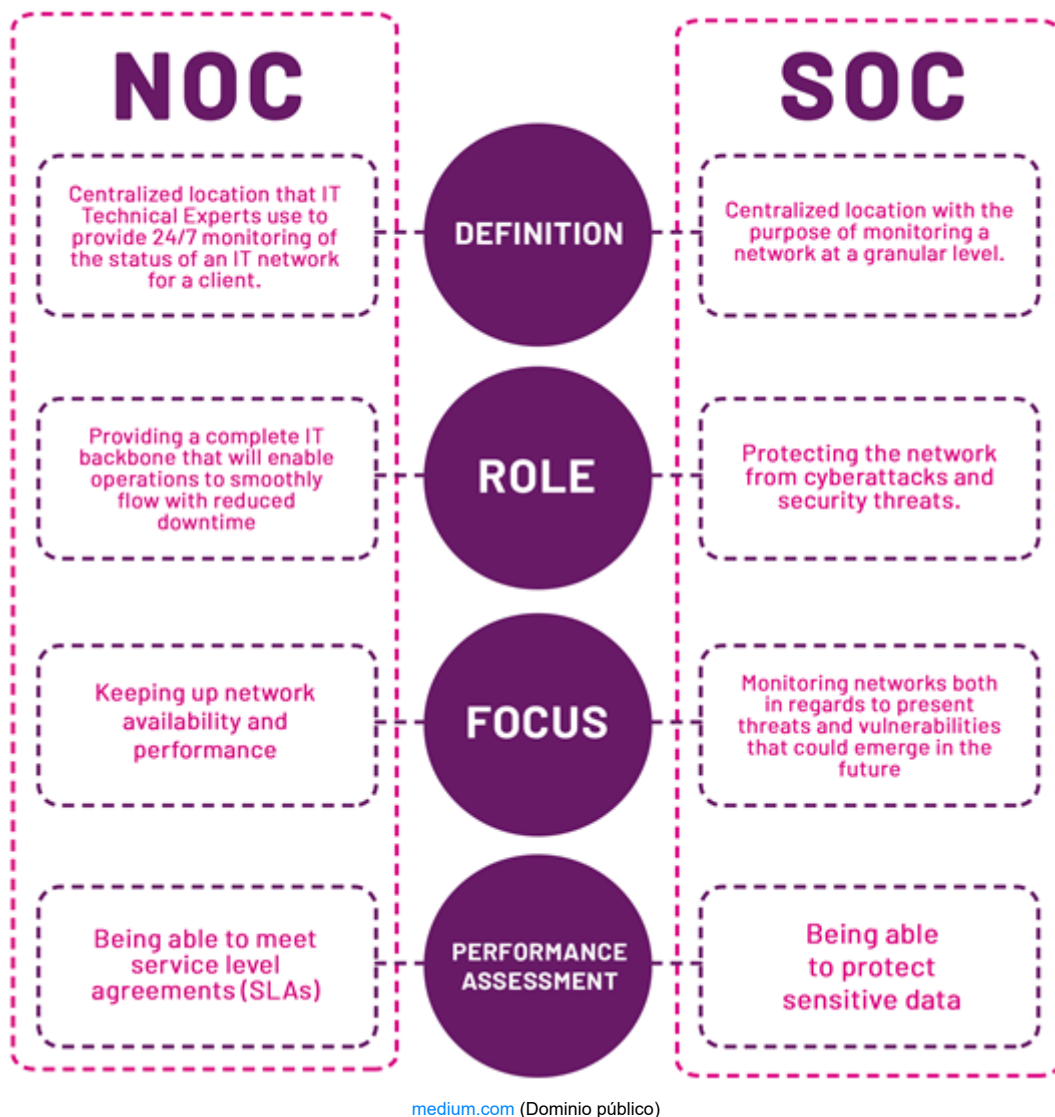 NOC
SOC
Centralized location that IT
Technical Experts use to
provide 24/7 monitoring of
the status of an IT network
for a client.
DEFINITION
Centralized location with the
purpose of monitoring a
network at a granular level.
Providing a complete IT
backbone that will enable
operations to smoothly
flow with reduced
downtime
ROLE
Protecting the network
from cyberattacks and
security threats.
Keeping up network
availability and
performance
FOCUS
Monitoring networks both
in regards to present
threats and vulnerabilities
that could emerge in the
future
Being able to meet
service level
agreements (SLAs)
PERFORMANCE
ASSESSMENT
Being able
to protect
sensitive data
medium.com (Dominio público)